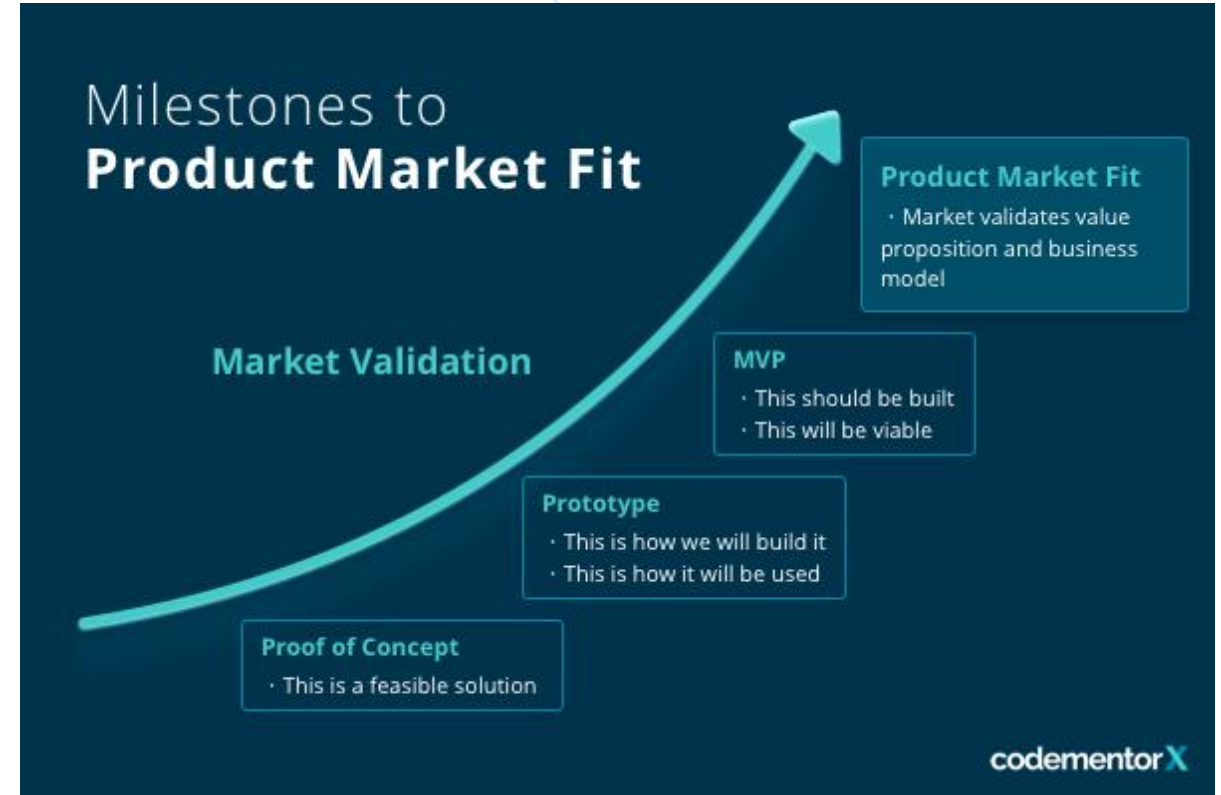 Milestones to
Product Market Fit
Product Market Fit
· Market validates value
proposition and business
model
Market Validation
MVP
· This should be built
· This will be viable
Prototype
· This is how we will build it
· This is how it will be used
Proof of Concept
· This is a feasible solution
codementorX